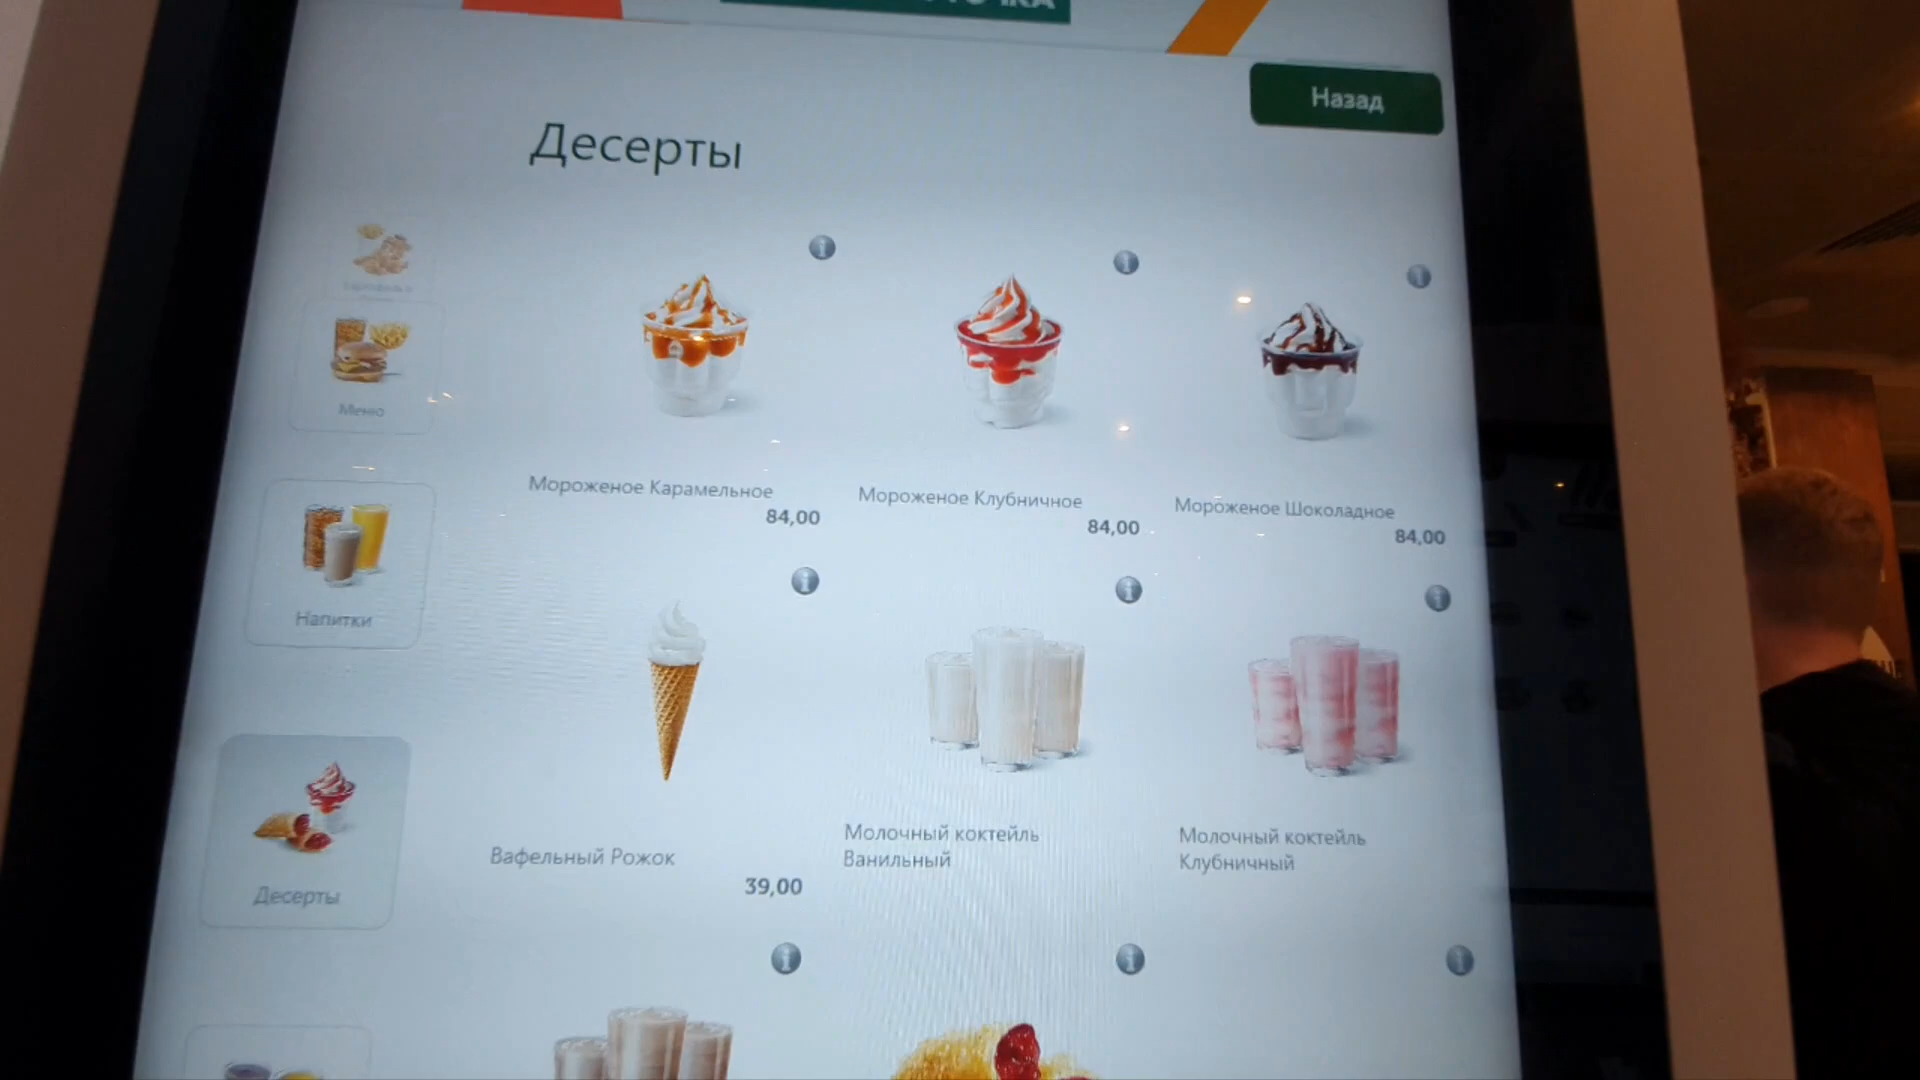 Назад
Десерты
Меню
Мороженое Карамельное
84,00
Мороженое Клубничное
84,00
Мороженое Шоколадное
84,00
Напитки
Вафельный Рожок
39,00
Молочный коктейль
Ванильный
Молочный коктейль
Клубничный
Десерты